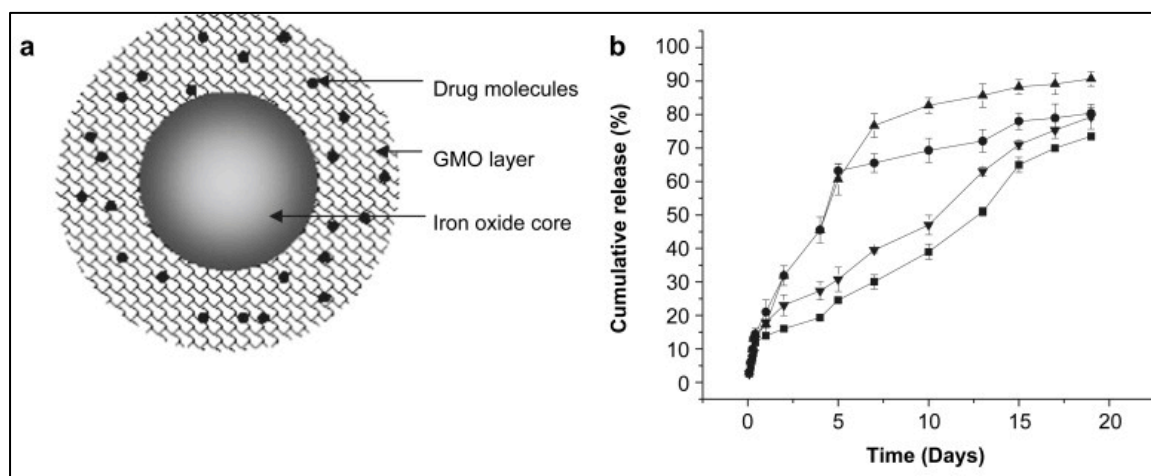 a
Drug molecules
GMO layer
Iron oxide core
b
Cumulative release (%)
100
90
80
70
60
50
40
30
20
10
0
0 5 10 15 20
Time (Days)